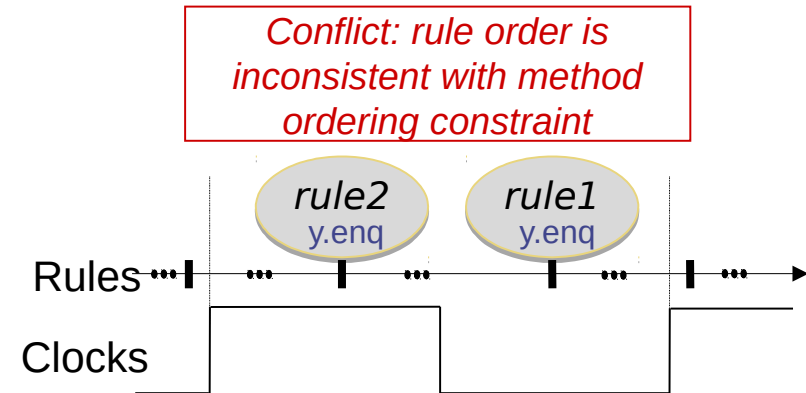 Conflict: rule order is
inconsistent with method
ordering constraint
rule2
y.enq
rule1
y.enq
Rules
Clocks